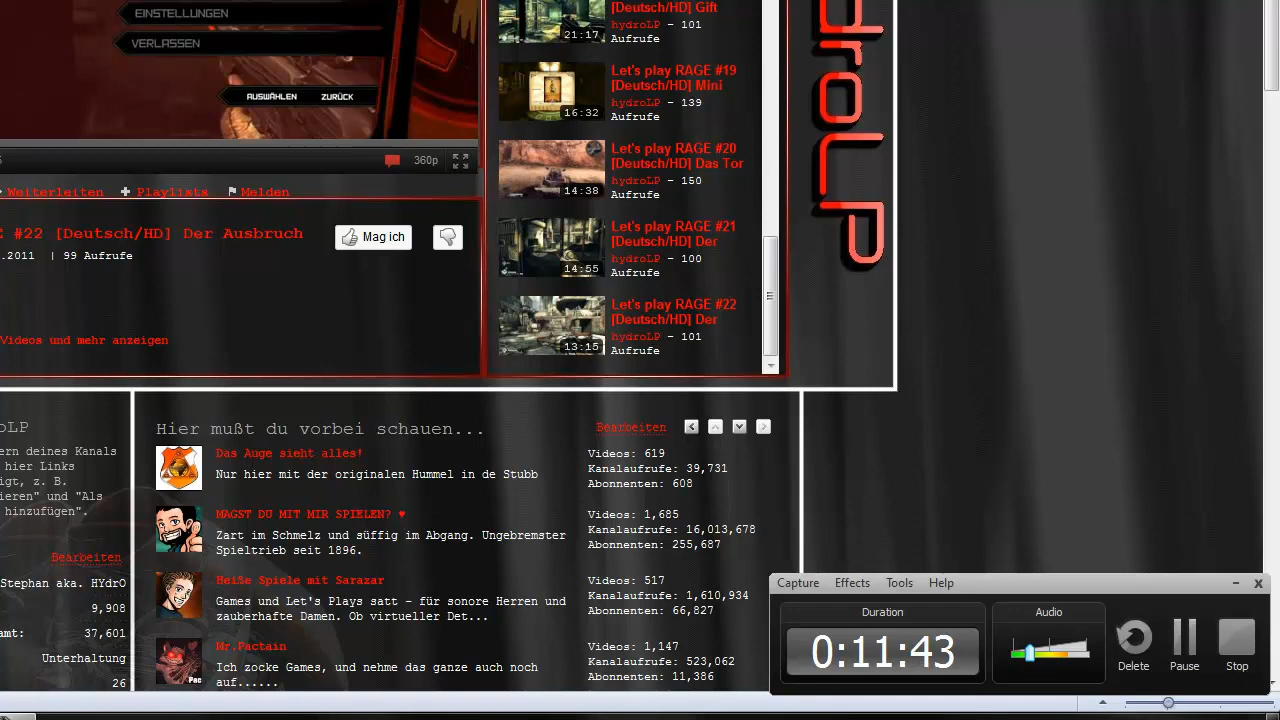 EINSTELLUNGEN
VERLASSEN
AUSWÄHLEN ZURÜCK
360p
Weiterleiten Playlists Melden
#22 [Deutsch/HD] Der Ausbruch
Mag ich
.2011 | 99 Aufrufe
Videos und mehr anzeigen
[Deutsch/HD] Gift
hydroLP - 101
Aufrufe
21:17
Let's play RAGE #19
[Deutsch/HD] Mini
hydroLP - 139
Aufrufe
16:32
Let's play RAGE #20
[Deutsch/HD] Das Tor
hydroLP - 150
Aufrufe
14:38
Let's play RAGE #21
[Deutsch/HD] Der
hydroLP - 100
Aufrufe
14:55
Let's play RAGE #22
[Deutsch/HD] Der
hydroLP - 101
Aufrufe
13:15
droLP
oLP
ern deines Kanals
hier Links
igt, z. B.
ieren" und "Als
hinzufügen".
Bearbeiten
Stephan aka. HYdrO
9,908
amt: 37,601
Unterhaltung
26
Hier mußt du vorbei schauen...
Bearbeiten
Das Auge sieht alles!
Nur hier mit der originalen Hummel in de Stubb
Videos: 619
Kanalaufrufe: 39,731
Abonnenten: 608
MAGST DU MIT MIR SPIELEN? ♥
Zart im Schmelz und süffig im Abgang. Ungebremster
Spieltrieb seit 1896.
Videos: 1,685
Kanalaufrufe: 16,013,678
Abonnenten: 255,687
Heiße Spiele mit Sarazar
Games und Let's Plays satt - für sonore Herren und
zauberhafte Damen. Der virtuelle Det...
Videos: 517
Kanalaufrufe: 1,610,934
Abonnenten: 66,827
Mr.Pactain
Ich zocke Games, un nehme das ganze auch noch
auf......
Pac
Videos: 1,147
Kanalaufrufe: 523,062
Abonnenten: 11,386
Capture Effects Tools Help
Duration
0:11:43
Audio
Delete Pause Stop